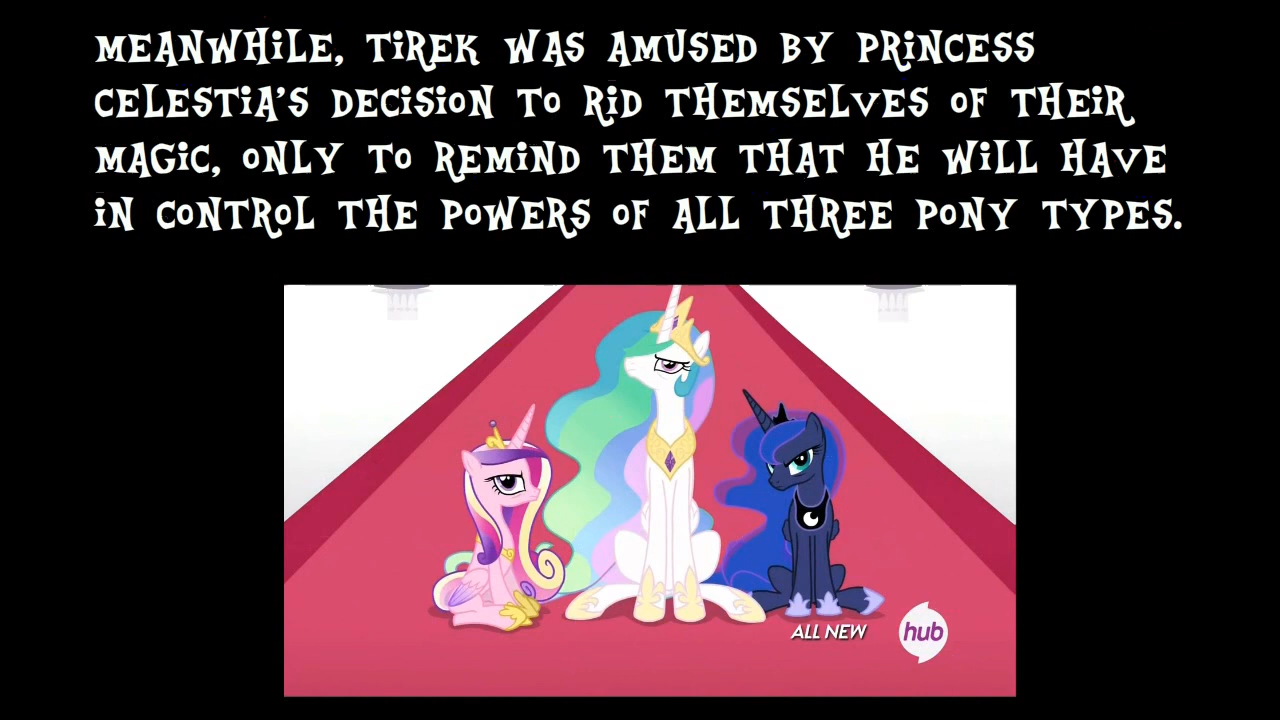 MEANWHILE, TIREK WAS AMUSED BY PRINCESS
CELESTIA'S DECISION TO RID THEMSELVES OF THEIR
MAGIC, ONLY TO REMIND THEM THAT HE WILL HAVE
IN CONTROL THE POWERS OF ALL THREE PONY TYPES.
ALL NEW
hub